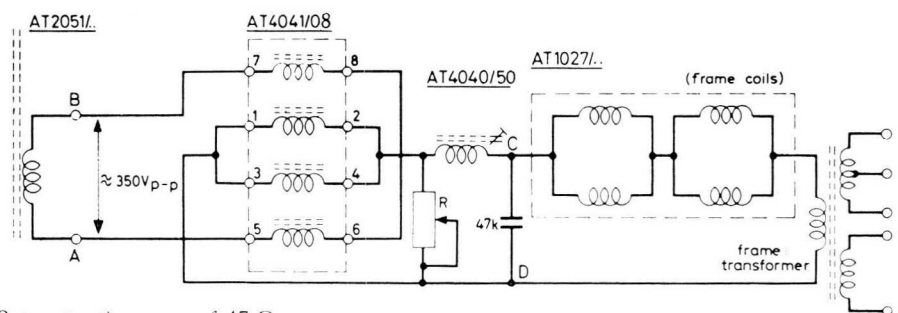 AT2051/..
AT4041/08
AT4040/50
AT1027/..
(frame coils)
7
8
B
1
2
C
≈ 350V p-p
3
4
R
47k
A
5
6
D
frame
transformer